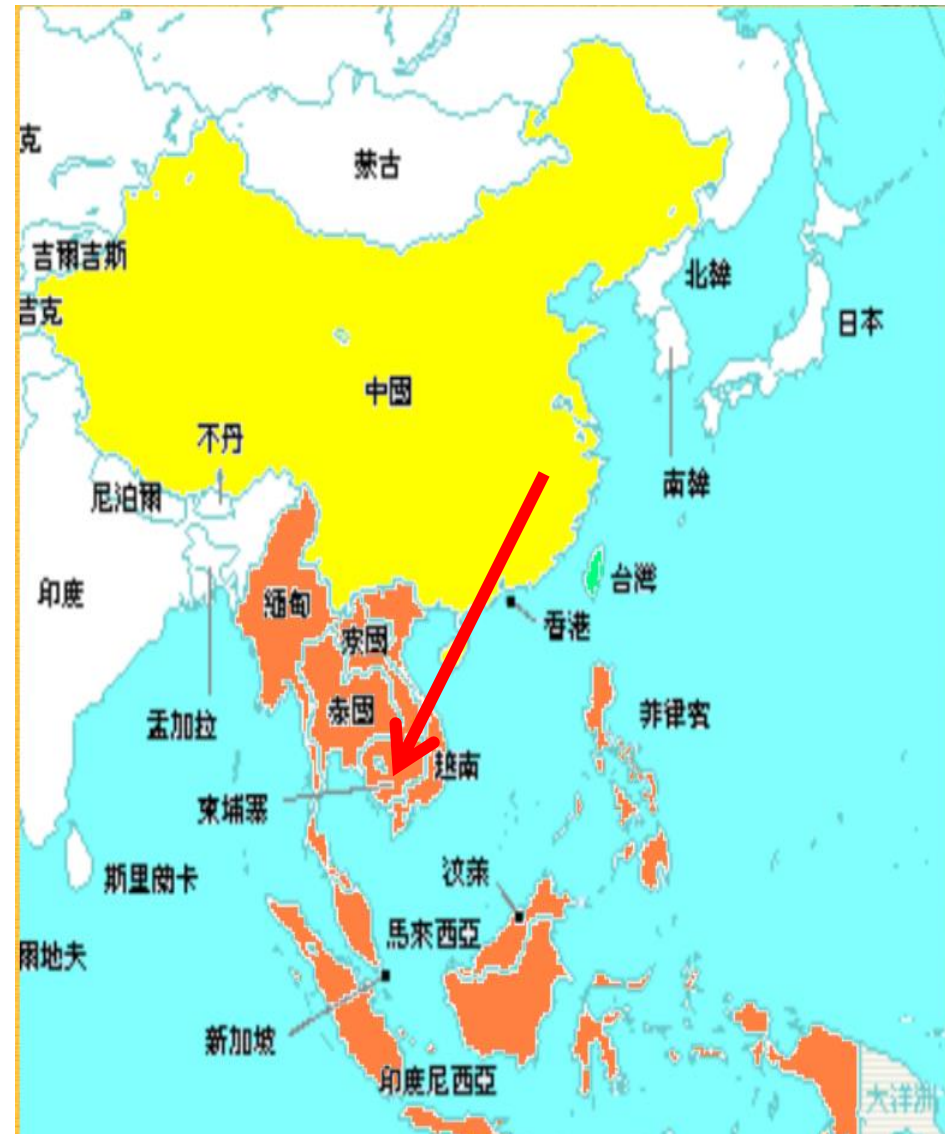 克
蒙古
吉爾吉斯
吉克
北韓
日本
中國
不丹
南韓
尼泊爾
印度
緬甸
台灣
寮國
香港
泰國
菲律賓
孟加拉
越南
柬埔寨
斯里蘭卡
汶萊
馬來西亞
爾地夫
新加坡
印度尼西亞
大洋洲